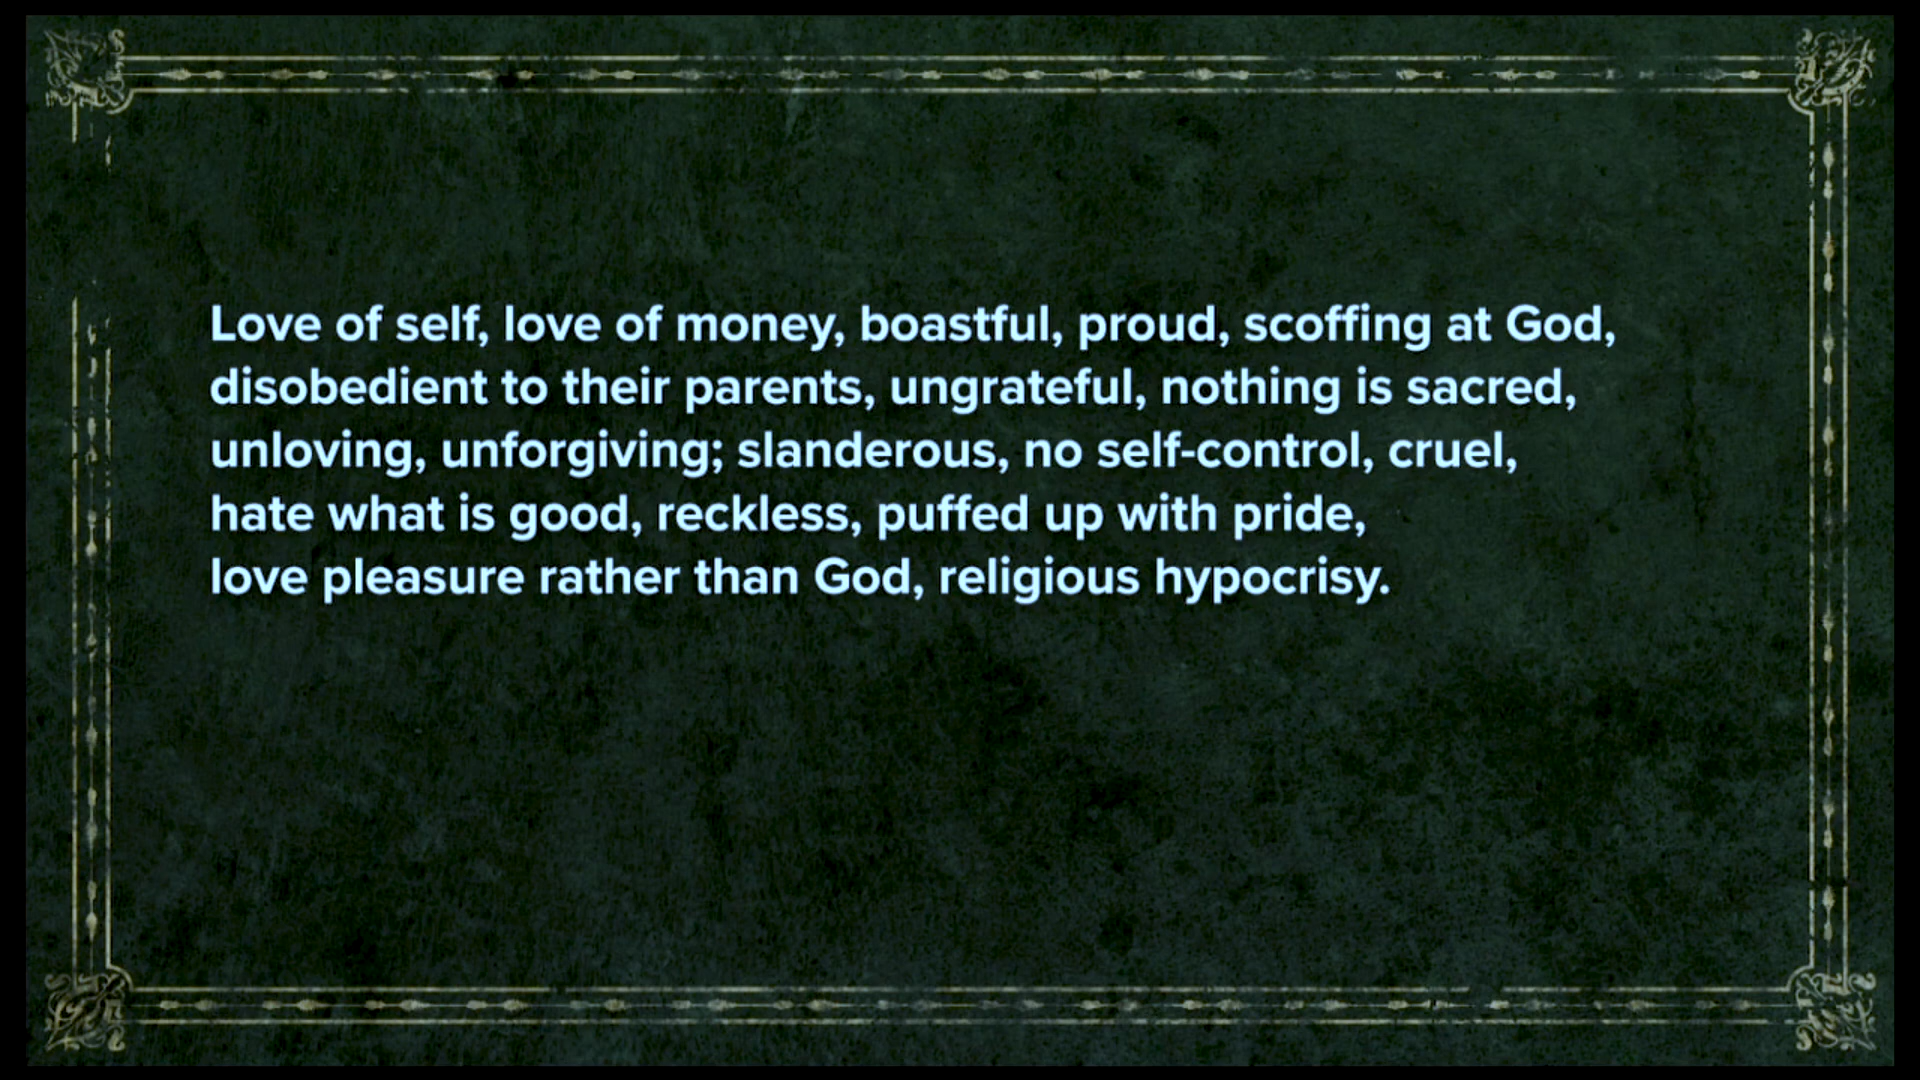 Love of self, love of money, boastful, proud, scoffing at God,
disobedient to their parents, ungrateful, nothing is sacred,
unloving, unforgiving; slanderous, no self-control, cruel,
hate what is good, reckless, puffed up with pride,
love pleasure rather than God, religious hypocrisy.